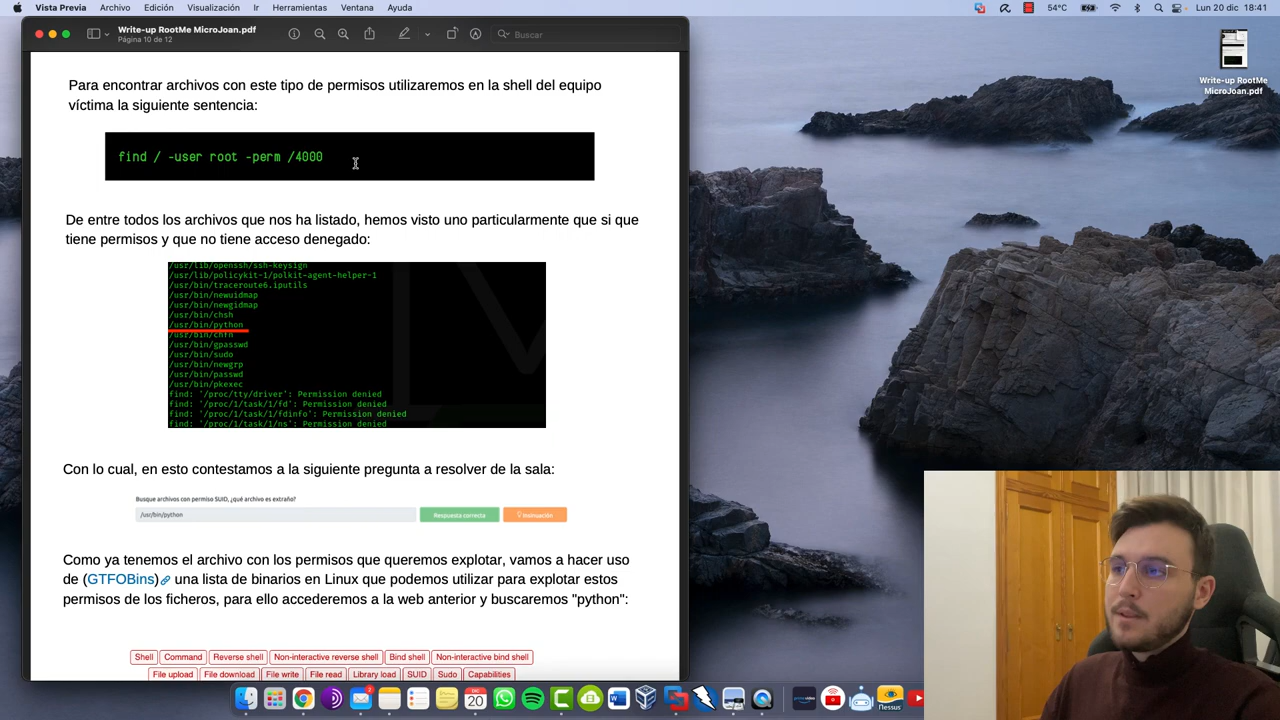 Vista Previa Archivo Edición Visualización Ir Herramientas Ventana Ayuda 54°C Lun 20 dic 18:41
Write-up RootMe MicroJoan.pdf
Página 10 de 12
Buscar
Write-up RootMe
MicroJoan.pdf
Para encontrar archivos con este tipo de permisos utilizaremos en la shell del equipo
víctima la siguiente sentencia:
find / -user root -perm /4000
De entre todos los archivos que nos ha listado, hemos visto uno particularmente que si que
tiene permisos y que no tiene acceso denegado:
/usr/lib/openssh/ssh-keysign
/usr/lib/policykit-1/polkit-agent-helper-1
/usr/bin/traceroute6.iputils
/usr/bin/newuidmap
/usr/bin/newgidmap
/usr/bin/chsh
/usr/bin/python
/usr/bin/chfn
/usr/bin/gpasswd
/usr/bin/sudo
/usr/bin/newgrp
/usr/bin/passwd
/usr/bin/pkexec
find: '/proc/tty/driver': Permission denied
find: '/proc/1/task/1/fd': Permission denied
find: '/proc/1/task/1/fdinfo': Permission denied
find: '/proc/1/task/1/ns': Permission denied
Con lo cual, en esto contestamos a la siguiente pregunta a resolver de la sala:
Busque archivos con permiso SUID, ¿qué archivo es extraño?
/usr/bin/python
Respuesta correcta
Insinuación
Como ya tenemos el archivo con los permisos que queremos explotar, vamos a hacer uso
de (GTFOBins) una lista de binarios en Linux que podemos utilizar para explotar estos
permisos de los ficheros, para ello accederemos a la web anterior y buscaremos "python":
Shell Command Reverse shell Non-interactive reverse shell Bind shell Non-interactive bind shell
File upload File download File write File read Library load SUID Sudo Capabilities
DIC
20
Nessus